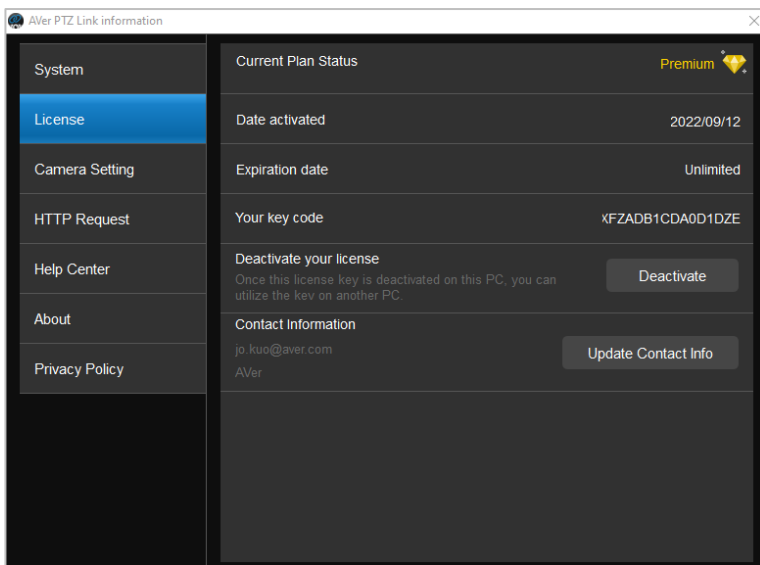 AVer PTZ Link information
System
License
Camera Setting
HTTP Request
Help Center
About
Privacy Policy
Current Plan Status
Premium
Date activated
2022/09/12
Expiration date
Unlimited
Your key code
XFZADB1CDA0D1DZE
Deactivate your license
Once this license key is deactivated on this PC, you can
utilize the key on another PC.
Deactivate
Contact Information
jo.kuo@aver.com
AVer
Update Contact Info